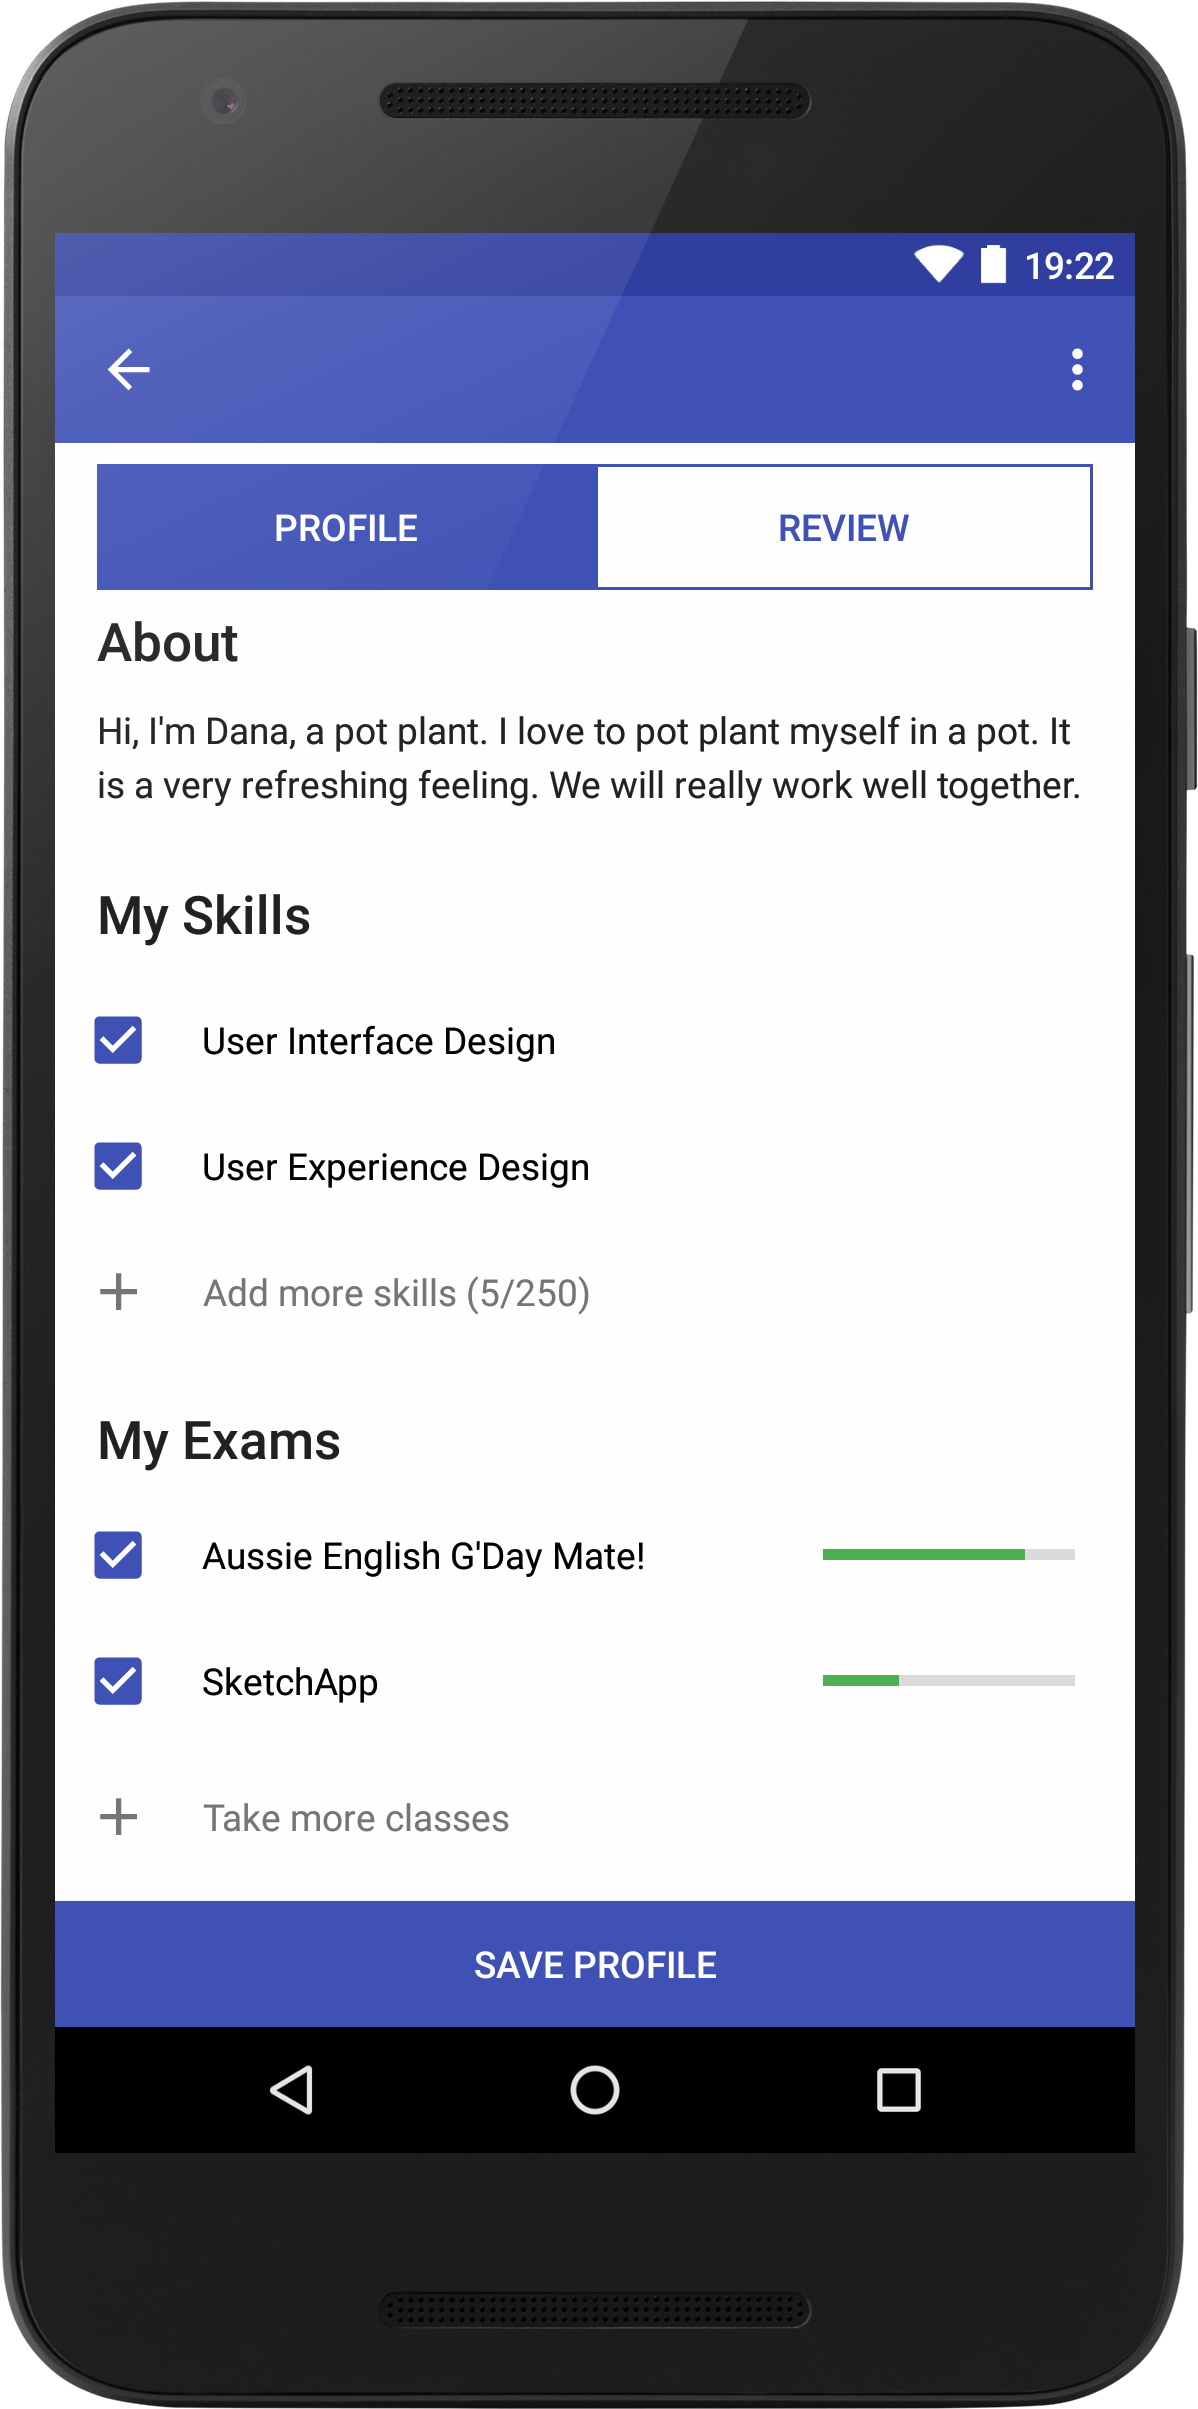 19:22
PROFILE
REVIEW
About
Hi, I'm Dana, a pot plant. I love to pot plant myself in a pot. It
is a very refreshing feeling. We will really work well together.
My Skills
User Interface Design
User Experience Design
Add more skills (5/250)
My Exams
Aussie English G'Day Mate!
SketchApp
Take more classes
SAVE PROFILE